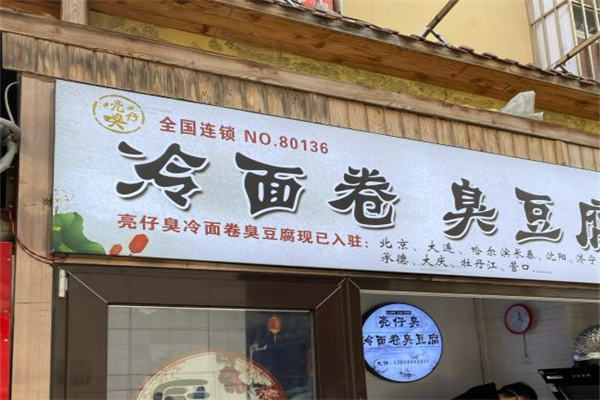 亮仔
臭
全国连锁 NO.80136
冷面卷 臭豆腐
亮仔臭冷面卷臭豆腐现已入驻：
北京、大连、哈尔滨长春、沈阳、济宁
承德、大庆、牡丹江、营口......
亮仔臭
冷面卷臭豆腐